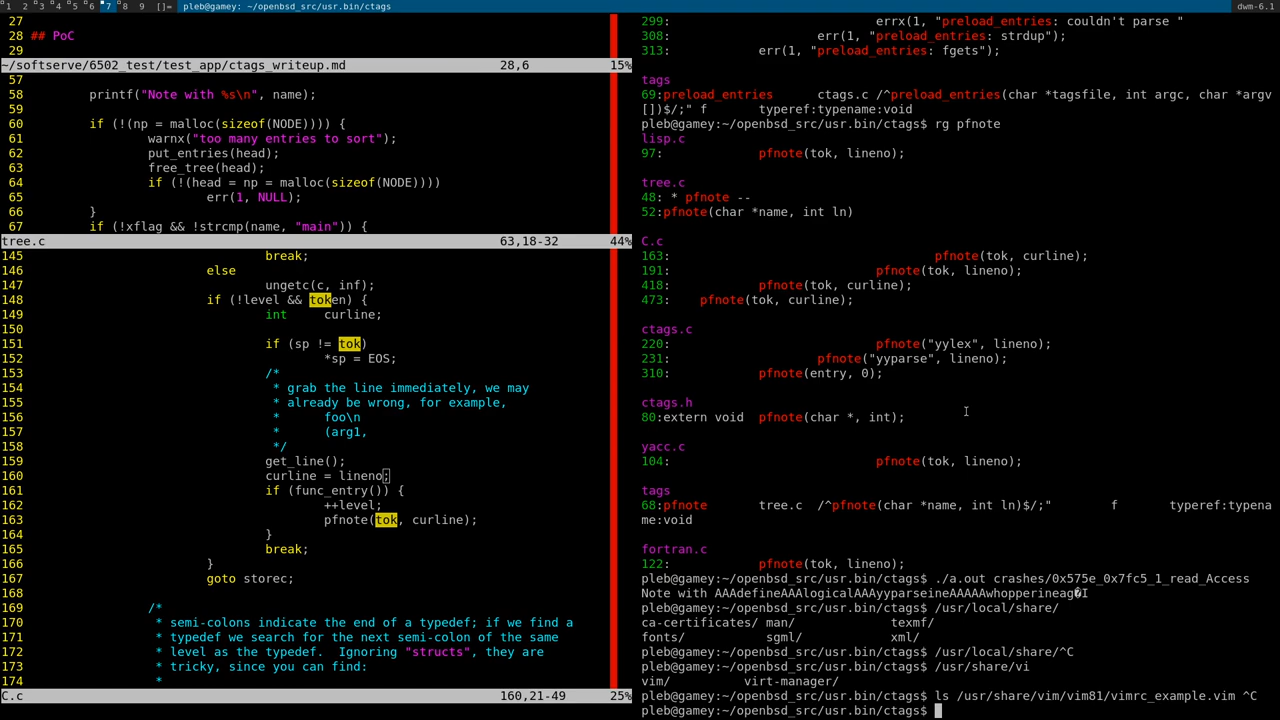 1 2 3 4 5 6 7 8 9 []= pleb@gamey: ~/openbsd_src/usr.bin/ctags dwm-6.1
27
28 ## PoC
29
~/softserve/6502_test/test_app/ctags_writeup.md 28,6 15%
57
58 printf("Note with %s\n", name);
59
60 if (!(np = malloc(sizeof(NODE)))) {
61 warnx("too many entries to sort");
62 put_entries(head);
63 free_tree(head);
64 if (!(head = np = malloc(sizeof(NODE))))
65 err(1, NULL);
66 }
67 if (!xflag && !strcmp(name, "main")) {
tree.c 63,18-32 44%
145 break;
146 else
147 ungetc(c, inf);
148 if (!level && token) {
149 int curline;
150
151 if (sp != tok)
152 *sp = EOS;
153 /*
154 * grab the line immediately, we may
155 * already be wrong, for example,
156 * foo\n
157 * (arg1,
158 */
159 get_line();
160 curline = lineno;
161 if (func_entry()) {
162 ++level;
163 pfnote(tok, curline);
164 }
165 break;
166 }
167 goto storec;
168
169 /*
170 * semi-colons indicate the end of a typedef; if we find a
171 * typedef we search for the next semi-colon of the same
172 * level as the typedef.  Ignoring "structs", they are
173 * tricky, since you can find:
174 *
C.c 160,21-49 25%
299: errx(1, "preload_entries: couldn't parse "
308: err(1, "preload_entries: strdup");
313: err(1, "preload_entries: fgets");
tags
69:preload_entries ctags.c /^preload_entries(char *tagsfile, int argc, char *argv
[])$/;" f typeref:typename:void
pleb@gamey:~/openbsd_src/usr.bin/ctags$ rg pfnote
lisp.c
97: pfnote(tok, lineno);
tree.c
48: * pfnote --
52:pfnote(char *name, int ln)
C.c
163: pfnote(tok, curline);
191: pfnote(tok, lineno);
418: pfnote(tok, curline);
473: pfnote(tok, curline);
ctags.c
220: pfnote("yylex", lineno);
231: pfnote("yyparse", lineno);
310: pfnote(entry, 0);
ctags.h
80:extern void pfnote(char *, int);
yacc.c
104: pfnote(tok, lineno);
tags
68:pfnote tree.c /^pfnote(char *name, int ln)$/;" f typeref:typena
me:void
fortran.c
122: pfnote(tok, lineno);
pleb@gamey:~/openbsd_src/usr.bin/ctags$ ./a.out crashes/0x575e_0x7fc5_1_read_Access
Note with AAAdefineAAAlogicalAAAyyparseineAAAAAwhopperineag�I
pleb@gamey:~/openbsd_src/usr.bin/ctags$ /usr/local/share/
ca-certificates/ man/ texmf/
fonts/ sgml/ xml/
pleb@gamey:~/openbsd_src/usr.bin/ctags$ /usr/local/share/^C
pleb@gamey:~/openbsd_src/usr.bin/ctags$ /usr/share/vi
vim/ virt-manager/
pleb@gamey:~/openbsd_src/usr.bin/ctags$ ls /usr/share/vim/vim81/vimrc_example.vim ^C
pleb@gamey:~/openbsd_src/usr.bin/ctags$